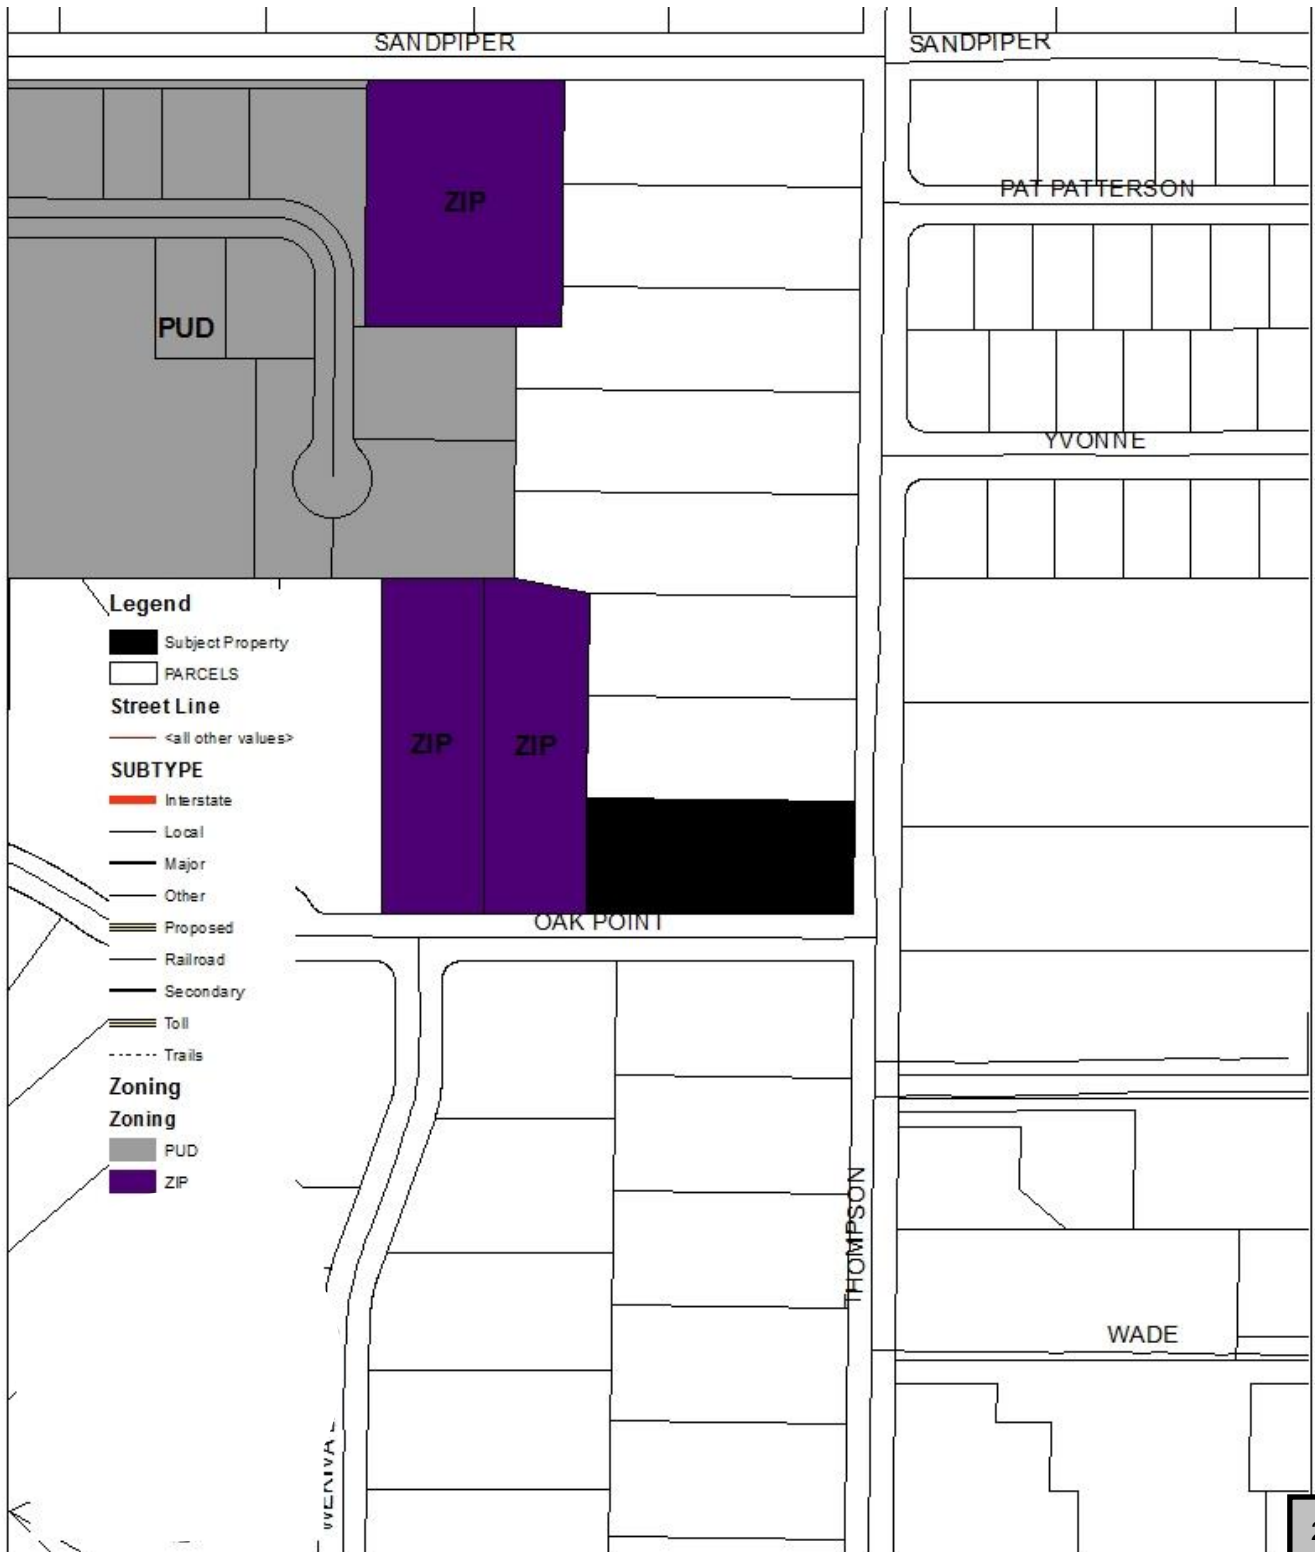 SANDPIPER
SANDPIPER
PAT PATTERSON
ZIP
PUD
YVONNE
Legend
Subject Property
PARCELS
Street Line
<all other values>
SUBTYPE
Interstate
Local
Major
Other
Proposed
Railroad
Secondary
Toll
Trails
Zoning
Zoning
PUD
ZIP
ZIP
ZIP
OAK POINT
THOMPSON
WADE